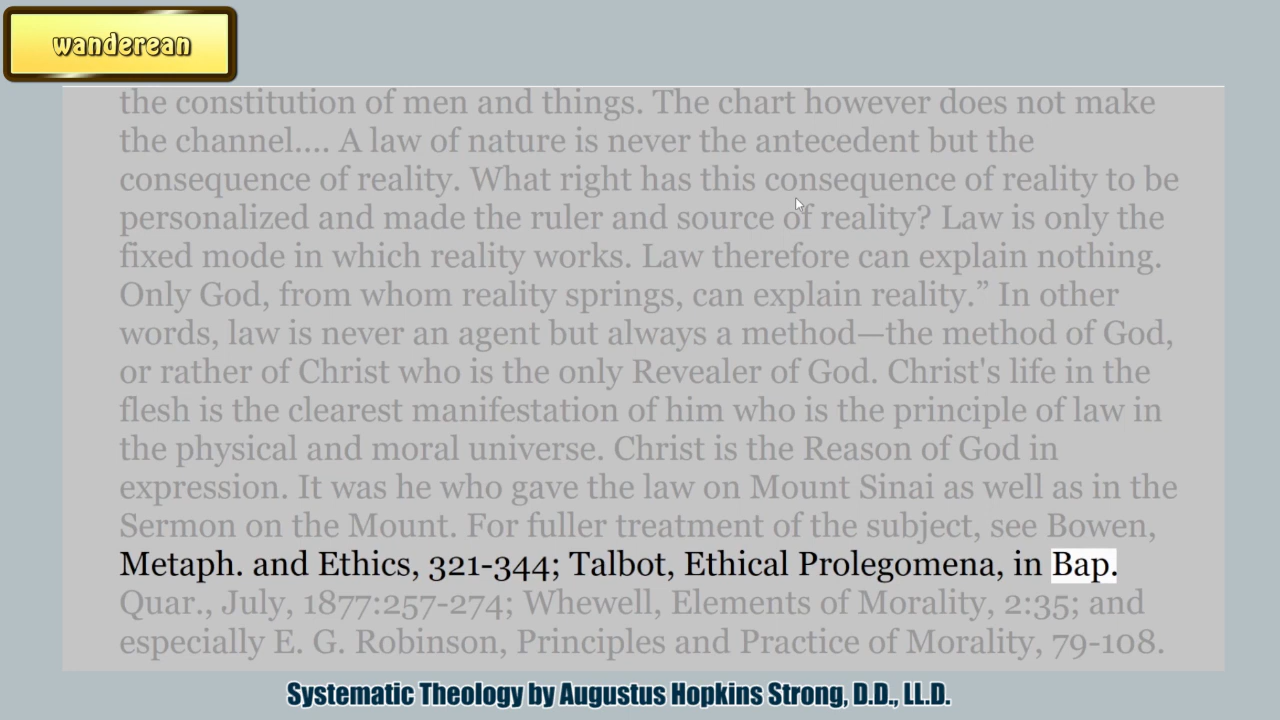 wanderean
the constitution of men and things. The chart however does not make
the channel.... A law of nature is never the antecedent but the
consequence of reality. What right has this consequence of reality to be
personalized and made the ruler and source of reality? Law is only the
fixed mode in which reality works. Law therefore can explain nothing.
Only God, from whom reality springs, can explain reality.” In other
words, law is never an agent but always a method—the method of God,
or rather of Christ who is the only Revealer of God. Christ's life in the
flesh is the clearest manifestation of him who is the principle of law in
the physical and moral universe. Christ is the Reason of God in
expression. It was he who gave the law on Mount Sinai as well as in the
Sermon on the Mount. For fuller treatment of the subject, see Bowen,
Metaph. and Ethics, 321-344; Talbot, Ethical Prolegomena, in Bap.
Quar., July, 1877:257-274; Whewell, Elements of Morality, 2:35; and
especially E. G. Robinson, Principles and Practice of Morality, 79-108.
Systematic Theology by Augustus Hopkins Strong, D.D., LL.D.